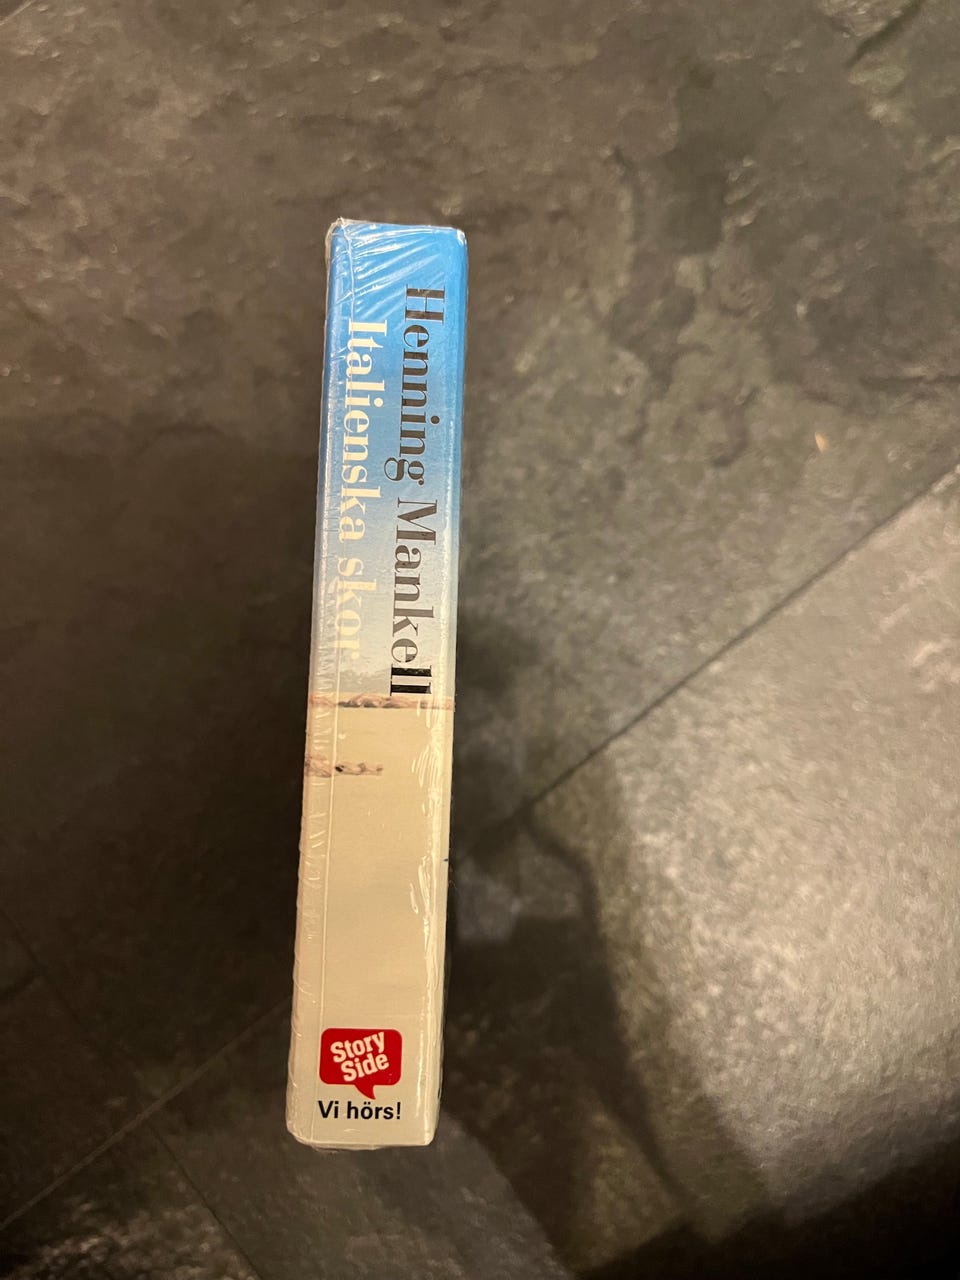 Henning Mankell
Italienska skor
Story
Side
Vi hörs!